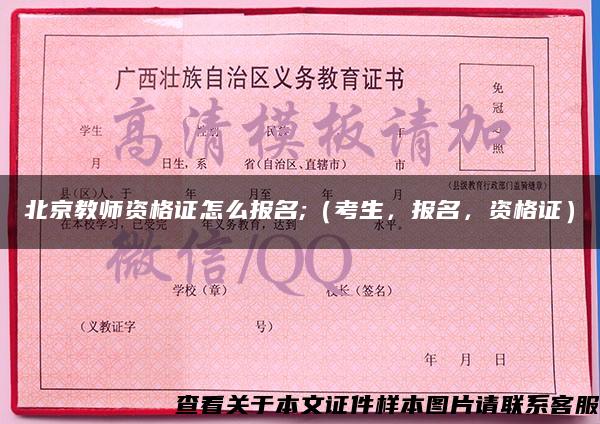 广西壮族自治区义务教育证书
高清模板请加
免
冠
照
学生 性别 民族 年
月 日生，系 省（自治区、直辖市） 市
（县级教育行政部门盖骑缝章）
县（区）人，于 年 月
北京教师资格证怎么报名;（考生，报名，资格证）
在本校学习，已受完 年义务教育，达到 水平。
微信/QQ
学校（章） 校长（签名）
（义教证字 号）
年 月 日
查看关于本文证件样本图片请联系客服